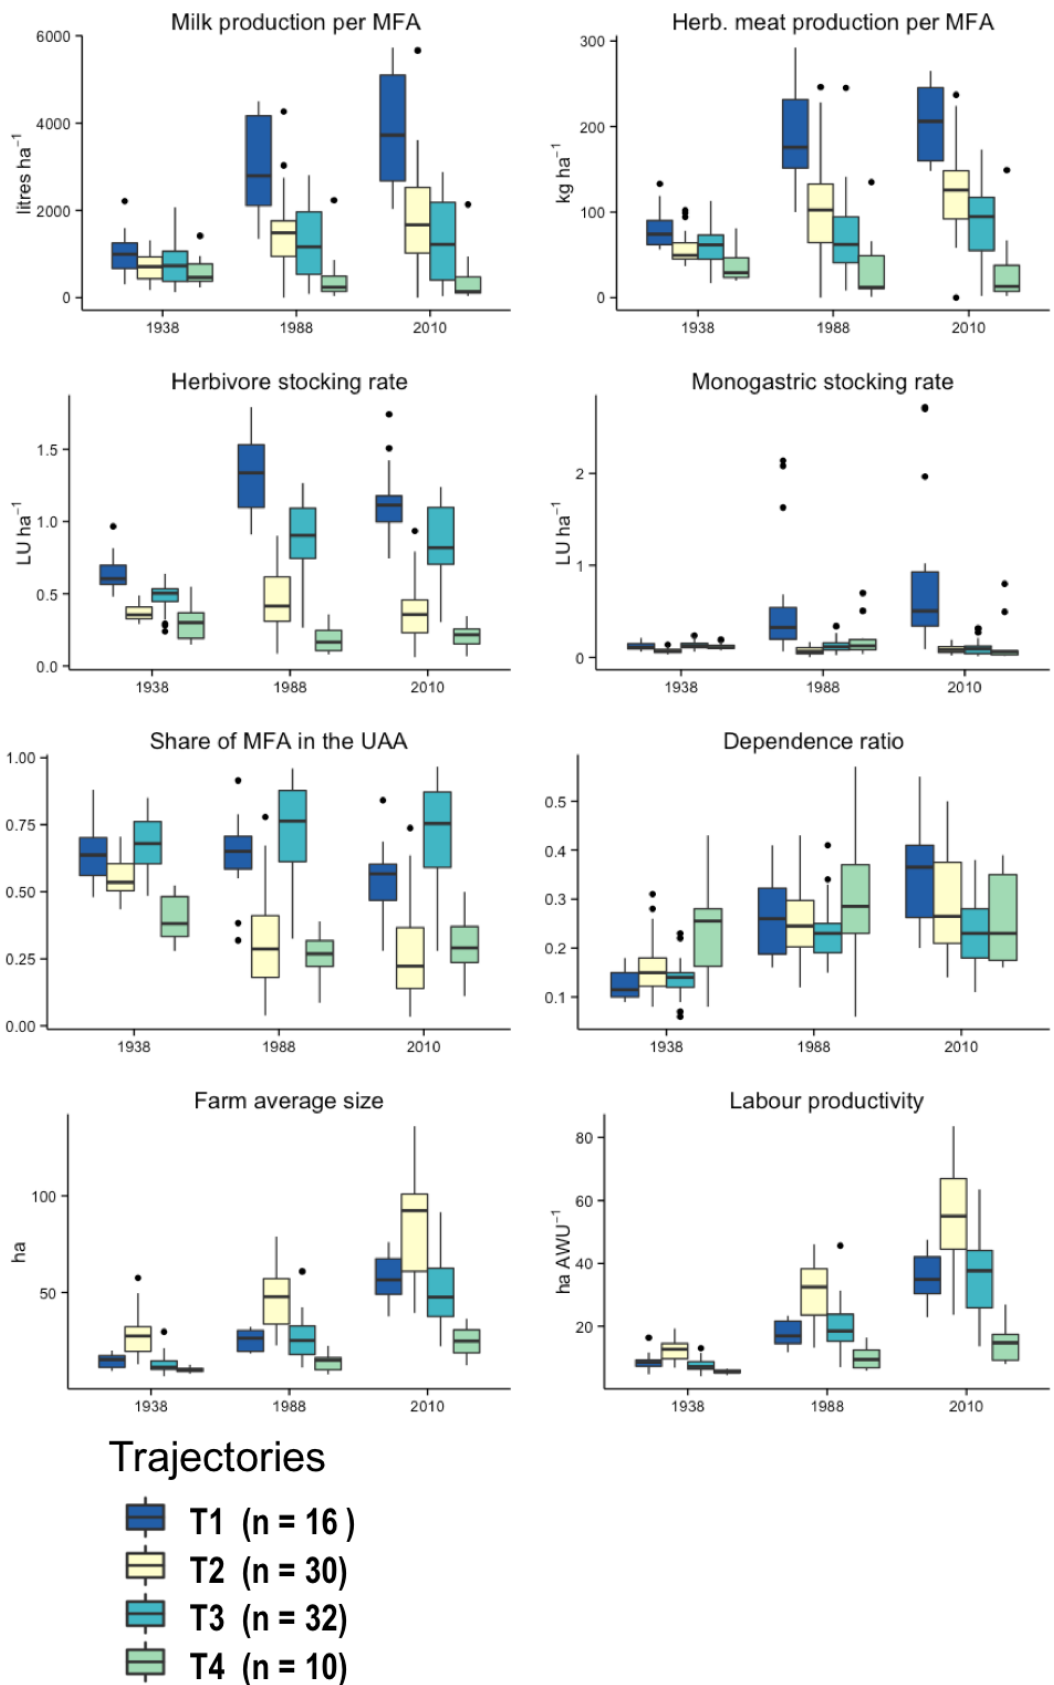 Milk production per MFA
litres ha⁻¹
6000
4000
2000
0
1938 1988 2010
Herb. meat production per MFA
kg ha⁻¹
300
200
100
0
1938 1988 2010
Herbivore stocking rate
LU ha⁻¹
1.5
1.0
0.5
0.0
1938 1988 2010
Monogastric stocking rate
LU ha⁻¹
2
1
0
1938 1988 2010
Share of MFA in the UAA
1.00
0.75
0.50
0.25
0.00
1938 1988 2010
Dependence ratio
0.5
0.4
0.3
0.2
0.1
1938 1988 2010
Farm average size
ha
100
50
1938 1988 2010
Labour productivity
ha AWU⁻¹
80
60
40
20
1938 1988 2010
Trajectories
T1 (n = 16 )
T2 (n = 30)
T3 (n = 32)
T4 (n = 10)